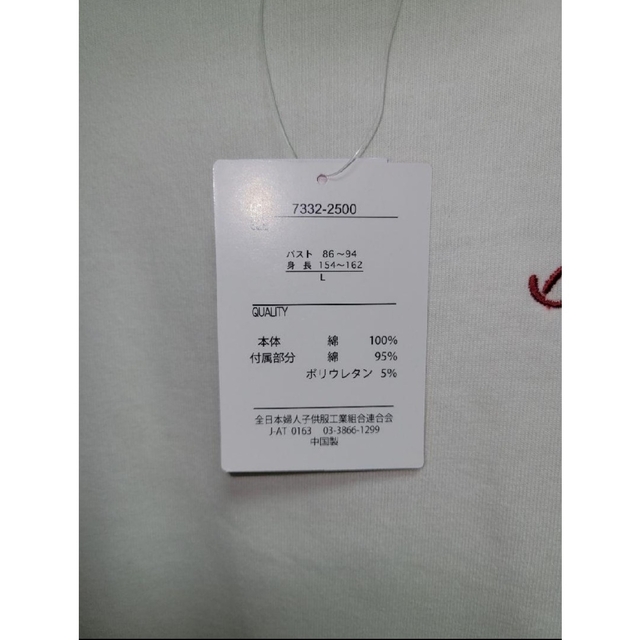 7332-2500
バスト 86～94
身長 154～162
L
QUALITY
本体 綿 100%
付属部分 綿 95%
ポリウレタン 5%
全日本婦人子供服工業組合連合会
J-AT 0163 03-3866-1299
中国製